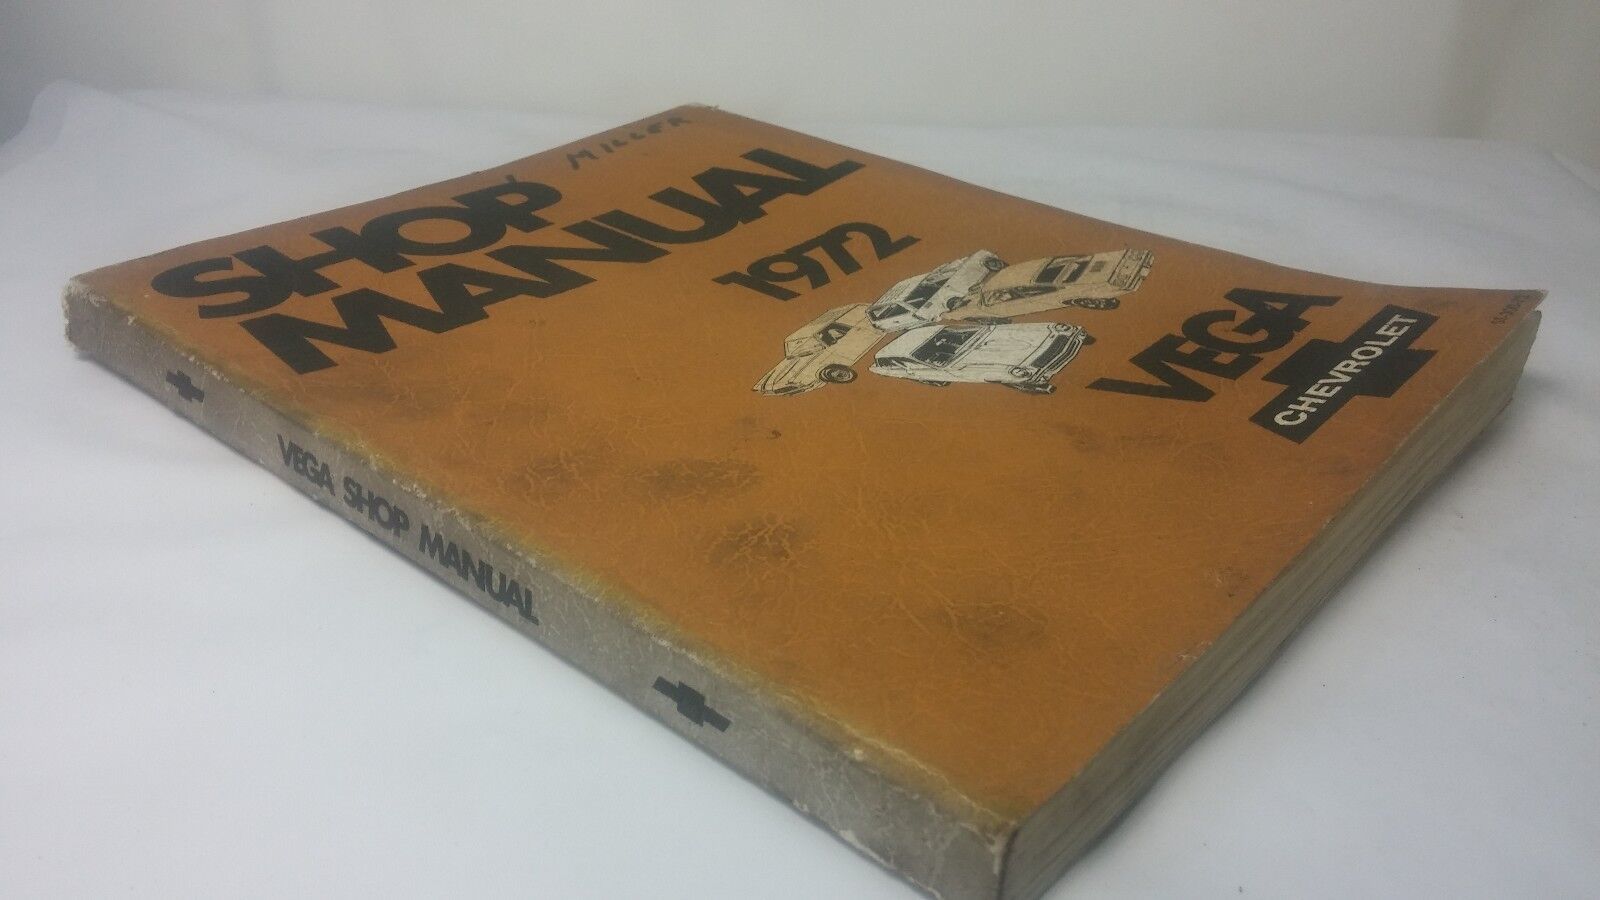 MILLER
SHOP
MANUAL
1972
VEGA
CHEVROLET
VEGA SHOP MANUAL